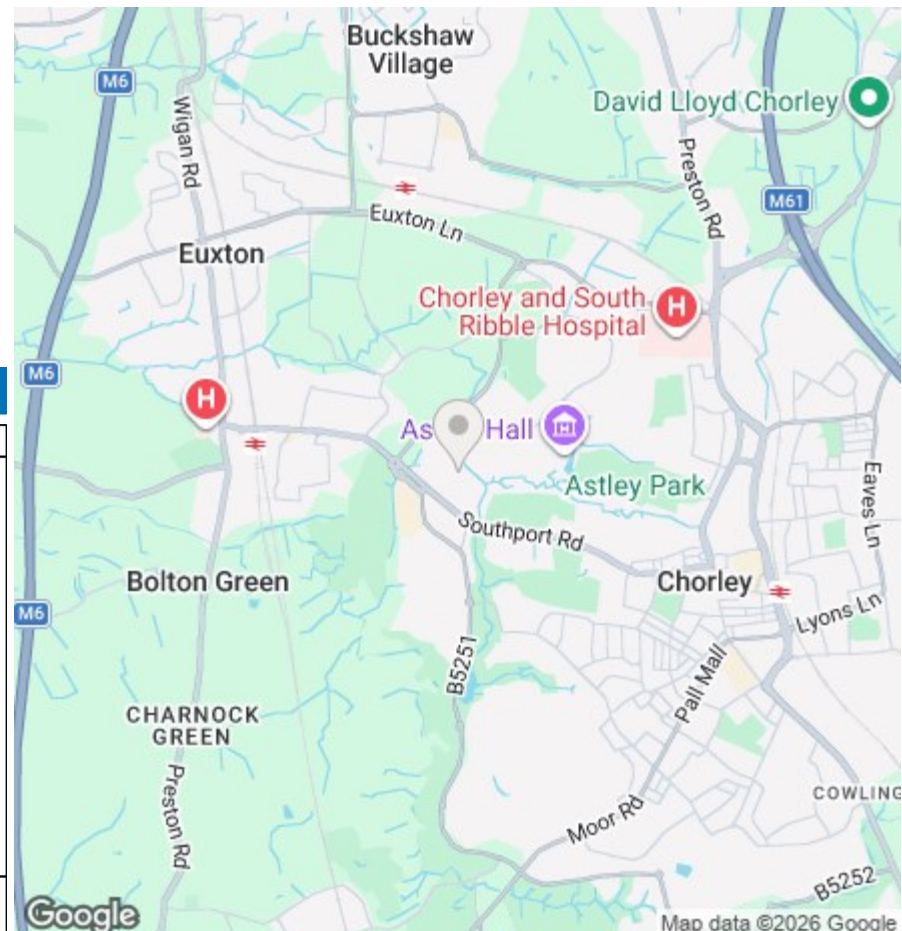 Buckshaw
Village
M6
David Lloyd Chorley
Wigan Rd
Preston Rd
M61
Euxton Ln
Euxton
Chorley and South
Ribble Hospital
H
M6
H
As Hall
Astley Park
Eaves Ln
Southport Rd
Bolton Green
Chorley
M6
Lyons Ln
B5251
Pall Mall
CHARNOCK
GREEN
Preston Rd
COWLING
Moor Rd
B5252
Google
Map data ©2026 Google